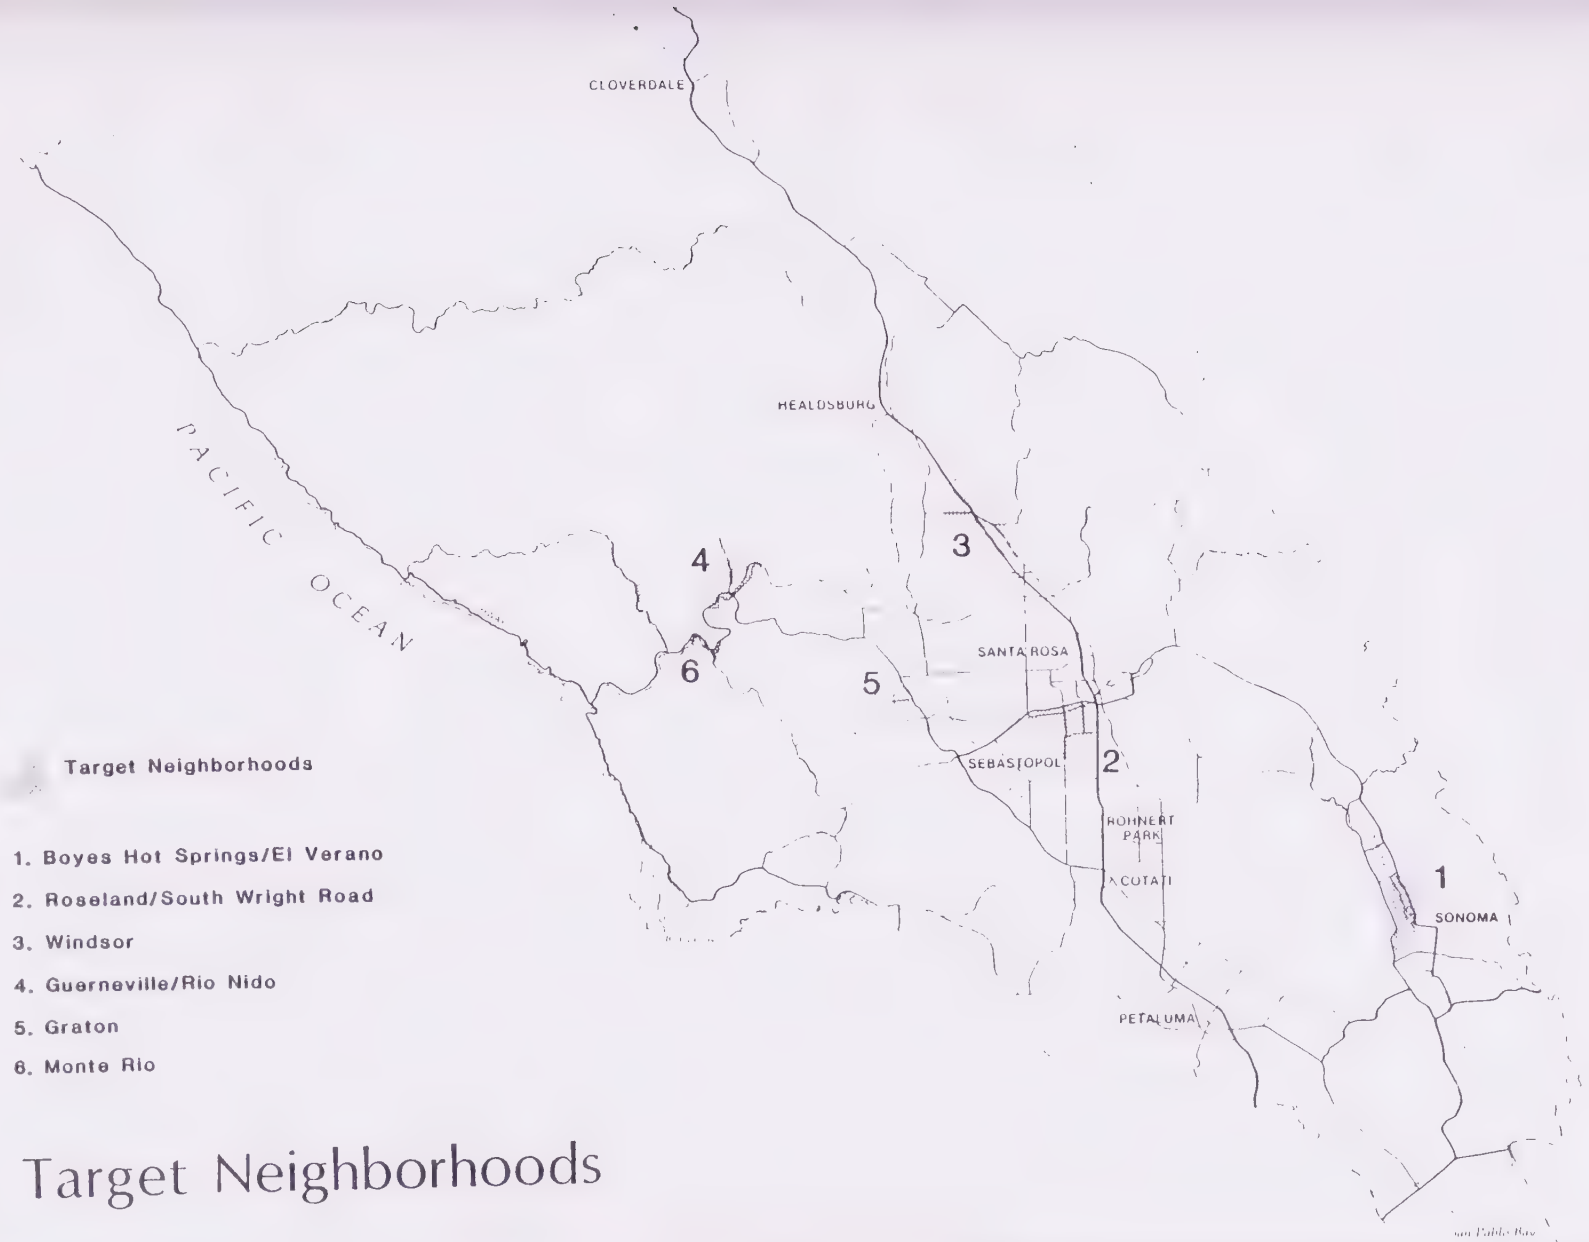 CLOVERDALE
HEALDSBURG
PACIFIC OCEAN
4
3
6
5
SANTA ROSA
SEBASTOPOL
2
Target Neighborhoods
ROHNERT
PARK
COTATI
1
SONOMA
1. Boyes Hot Springs/El Verano
2. Roseland/South Wright Road
3. Windsor
4. Guerneville/Rio Nido
5. Graton
6. Monte Rio
PETALUMA
Target Neighborhoods
Pablo Bay